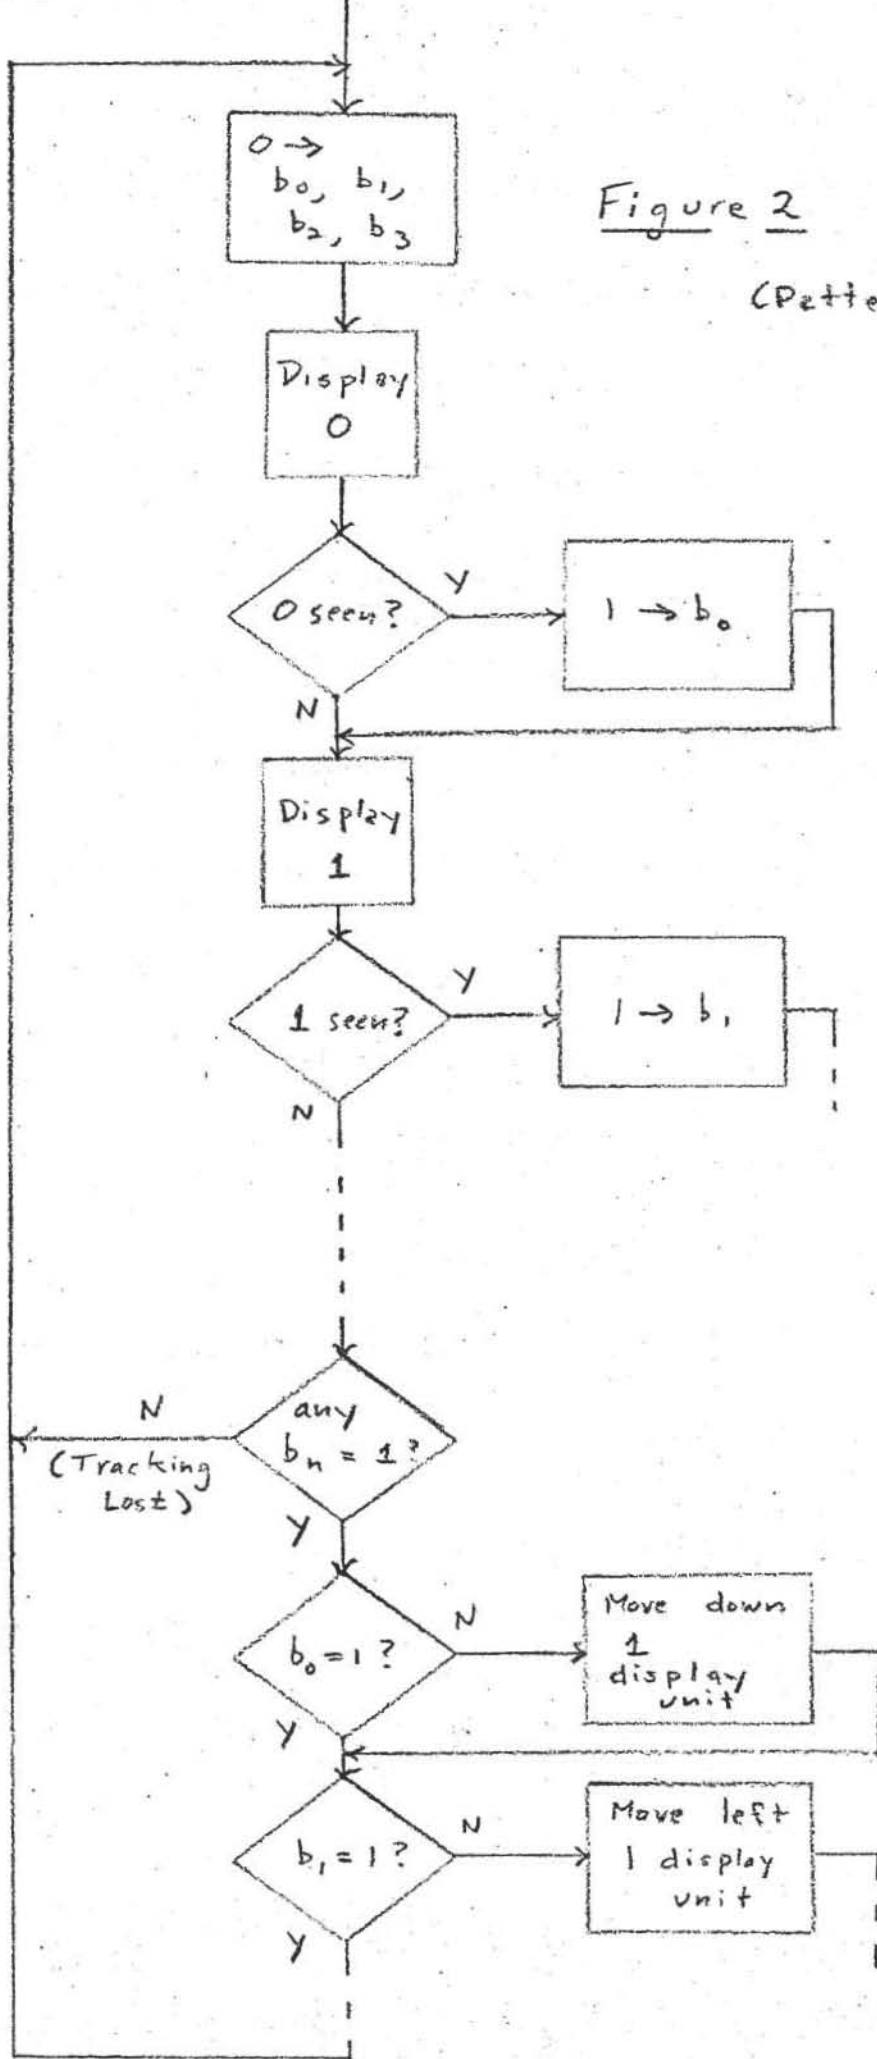 0 →
b0, b1,
b2, b3
Figure 2
Display
0
0 seen?
Y
1 → b0
N
Display
1
1 seen?
Y
1 → b1
N
any
bn = 1?
N
(Tracking
Lost)
Y
b0 = 1?
N
Move down
1
display
unit
Y
b1 = 1?
N
Move left
1 display
unit
Y